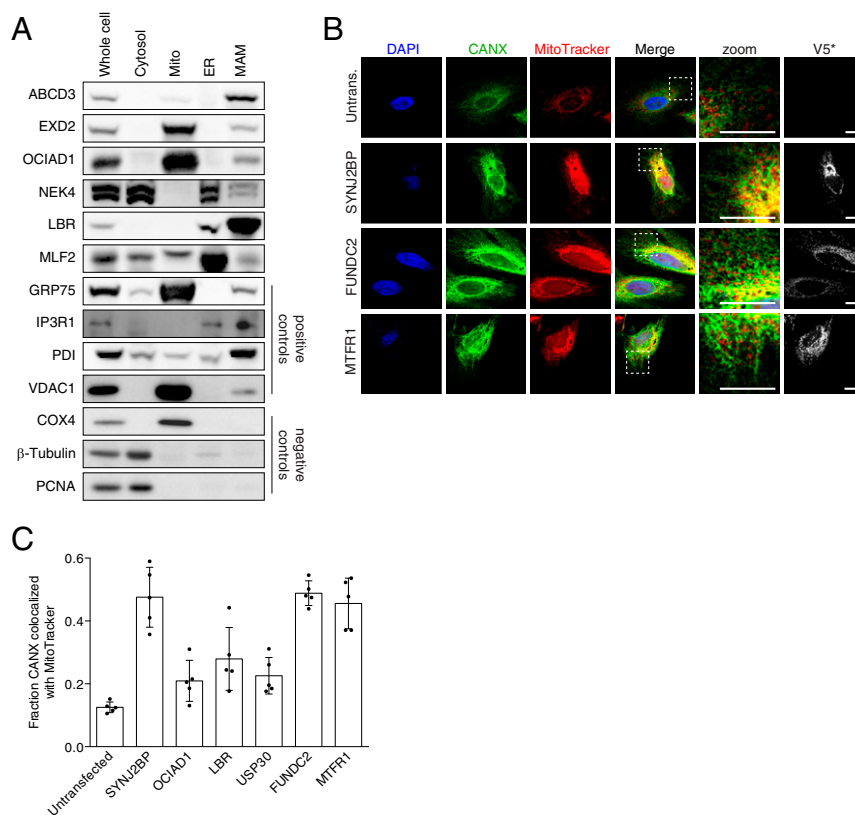 A
Whole cell
Cytosol
Mito
ER
MAM
ABCD3
EXD2
OCIAD1
NEK4
LBR
MLF2
GRP75
IP3R1
PDI
VDAC1
COX4
β-Tubulin
PCNA
positive
controls
negative
controls
B
DAPI CANX MitoTracker Merge zoom V5*
Untrans.
SYNJ2BP
FUNDC2
MTFR1
C
Fraction CANX colocalized
with MitoTracker
0.6
0.4
0.2
0.0
Untransfected
SYNJ2BP
OCIAD1
LBR
USP30
FUNDC2
MTFR1